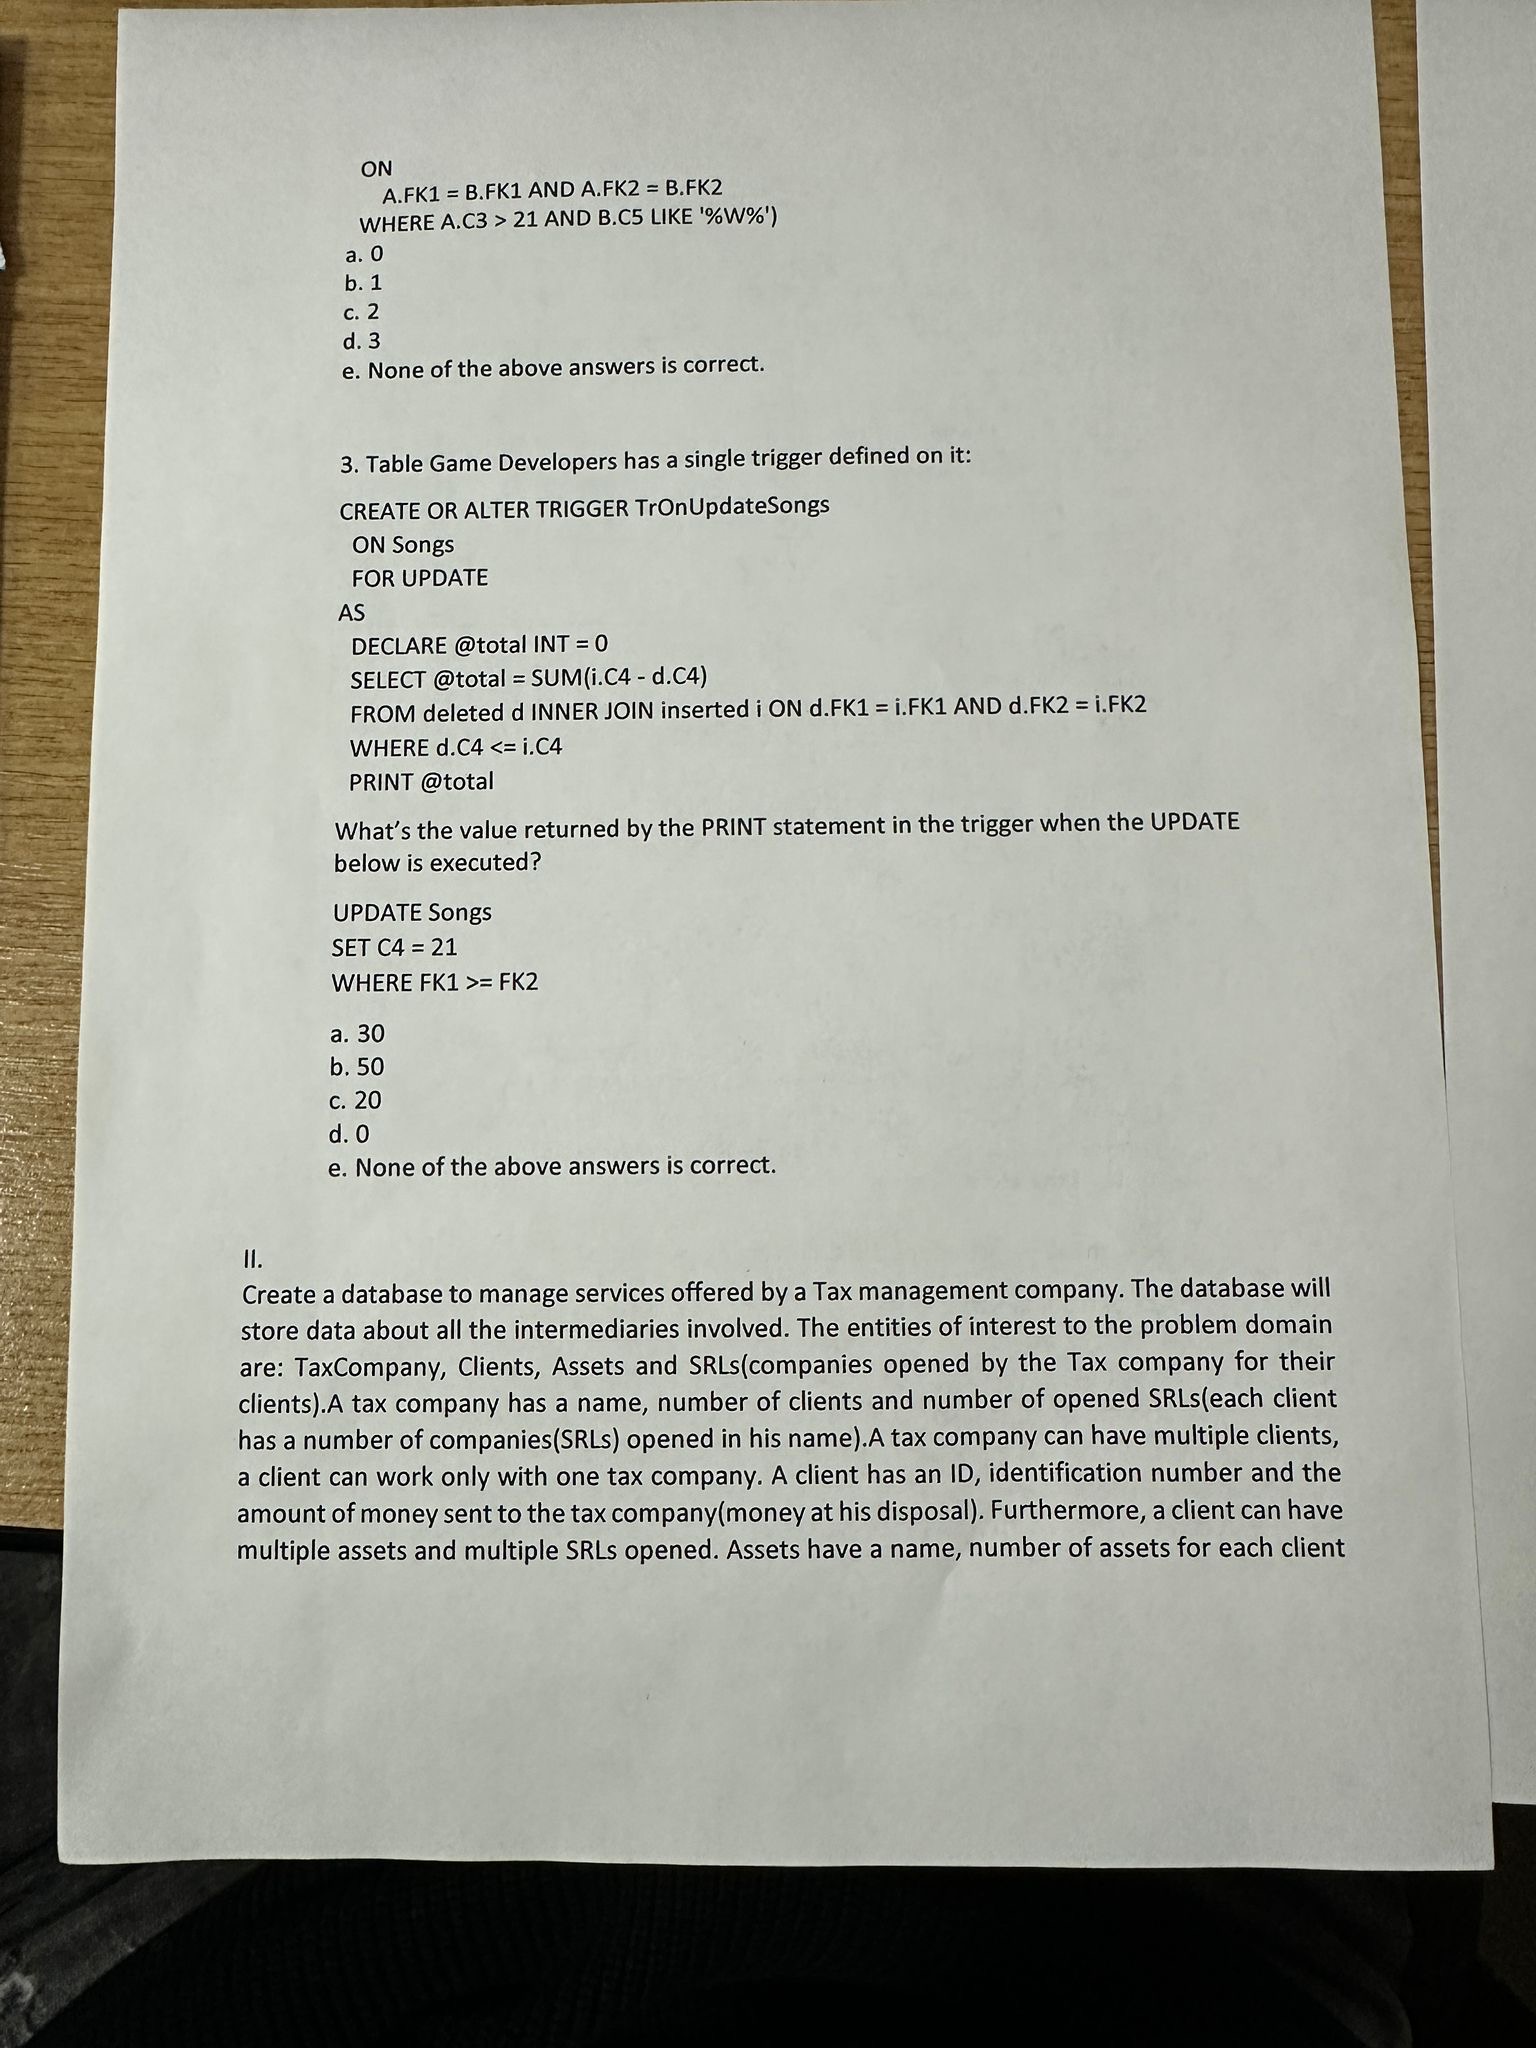 ON
A.FK1 = B.FK1 AND A.FK2 = B.FK2
WHERE A.C3 > 21 AND B.C5 LIKE '%W%')
a. 0
b. 1
c. 2
d. 3
e. None of the above answers is correct.
3. Table Game Developers has a single trigger defined on it:
CREATE OR ALTER TRIGGER TrOnUpdateSongs
ON Songs
FOR UPDATE
AS
DECLARE @total INT = 0
SELECT @total = SUM(i.C4 - d.C4)
FROM deleted d INNER JOIN inserted i ON d.FK1 = i.FK1 AND d.FK2 = i.FK2
WHERE d.C4 <= i.C4
PRINT @total
What's the value returned by the PRINT statement in the trigger when the UPDATE
below is executed?
UPDATE Songs
SET C4 = 21
WHERE FK1 >= FK2
a. 30
b. 50
c. 20
d. 0
e. None of the above answers is correct.
II.
Create a database to manage services offered by a Tax management company. The database will
store data about all the intermediaries involved. The entities of interest to the problem domain
are: TaxCompany, Clients, Assets and SRLs(companies opened by the Tax company for their
clients).A tax company has a name, number of clients and number of opened SRLs(each client
has a number of companies(SRLs) opened in his name).A tax company can have multiple clients,
a client can work only with one tax company. A client has an ID, identification number and the
amount of money sent to the tax company(money at his disposal). Furthermore, a client can have
multiple assets and multiple SRLs opened. Assets have a name, number of assets for each client